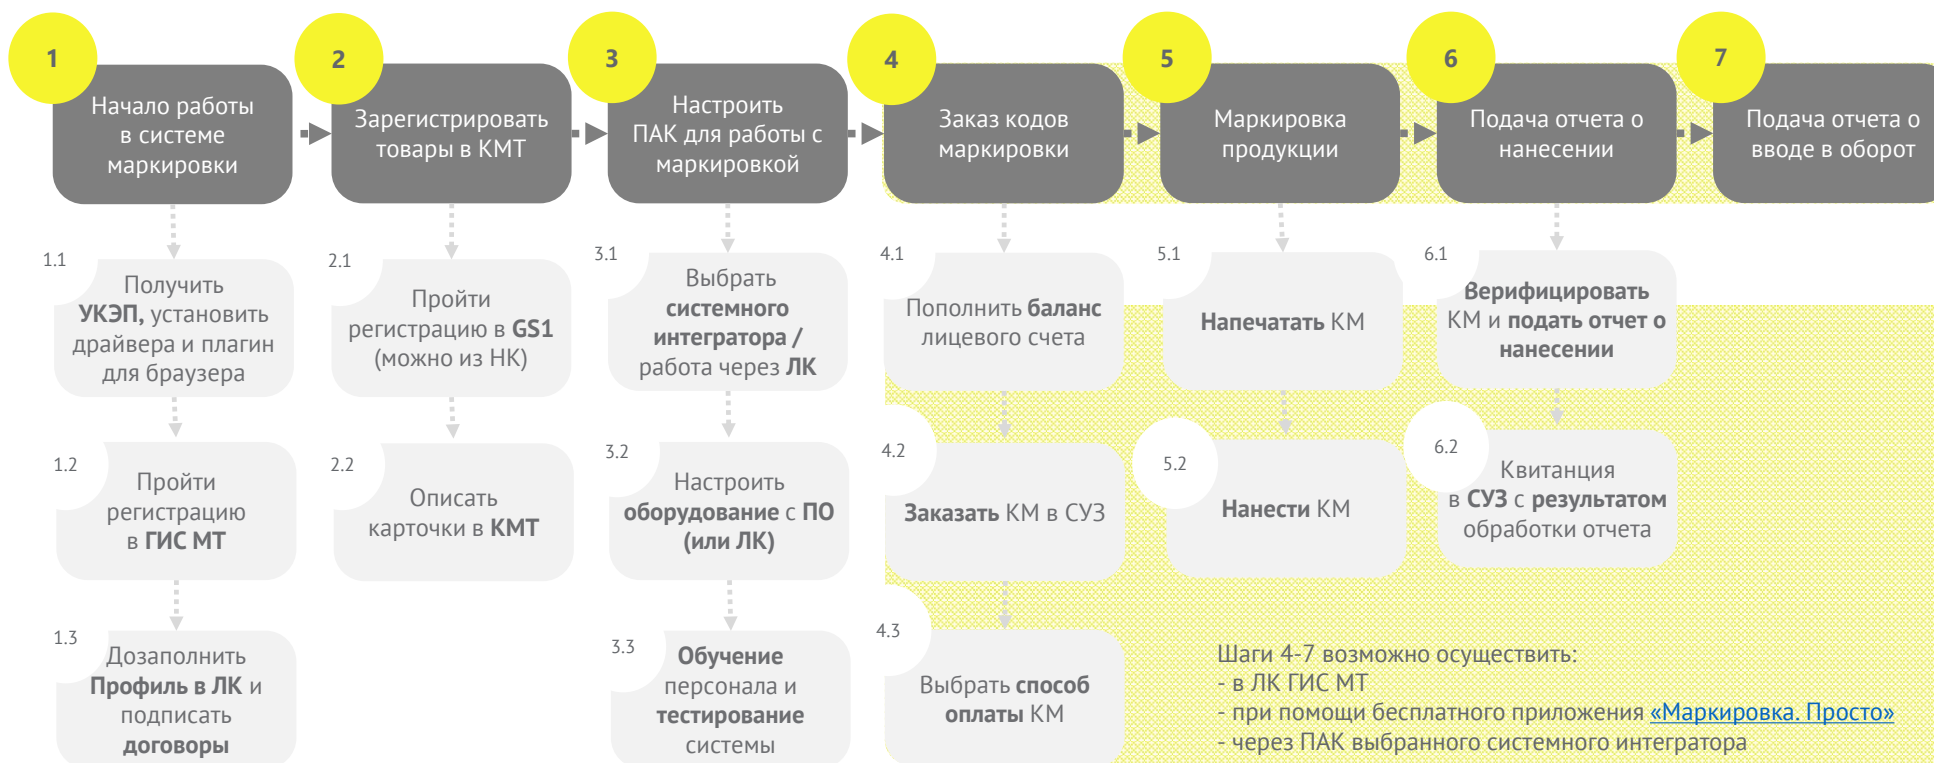 1
Начало работы
в системе
маркировки
2
Зарегистрировать
товары в КМТ
3
Настроить
ПАК для работы с
маркировкой
4
Заказ кодов
маркировки
5
Маркировка
продукции
6
Подача отчета о
нанесении
7
Подача отчета о
вводе в оборот
1.1
Получить
УКЭП, установить
драйвера и плагин
для браузера
1.2
Пройти
регистрацию
в ГИС МТ
1.3
Дозаполнить
Профиль в ЛК и
подписать
договоры
2.1
Пройти
регистрацию в GS1
(можно из НК)
2.2
Описать
карточки в КМТ
3.1
Выбрать
системного
интегратора /
работа через ЛК
3.2
Настроить
оборудование с ПО
(или ЛК)
3.3
Обучение
персонала и
тестирование
системы
4.1
Пополнить баланс
лицевого счета
4.2
Заказать КМ в СУЗ
4.3
Выбрать способ
оплаты КМ
5.1
Напечатать КМ
5.2
Нанести КМ
6.1
Верифицировать
КМ и подать отчет о
нанесении
6.2
Квитанция
в СУЗ с результатом
обработки отчета
Шаги 4-7 возможно осуществить:
- в ЛК ГИС МТ
- при помощи бесплатного приложения «Маркировка. Просто»
- через ПАК выбранного системного интегратора